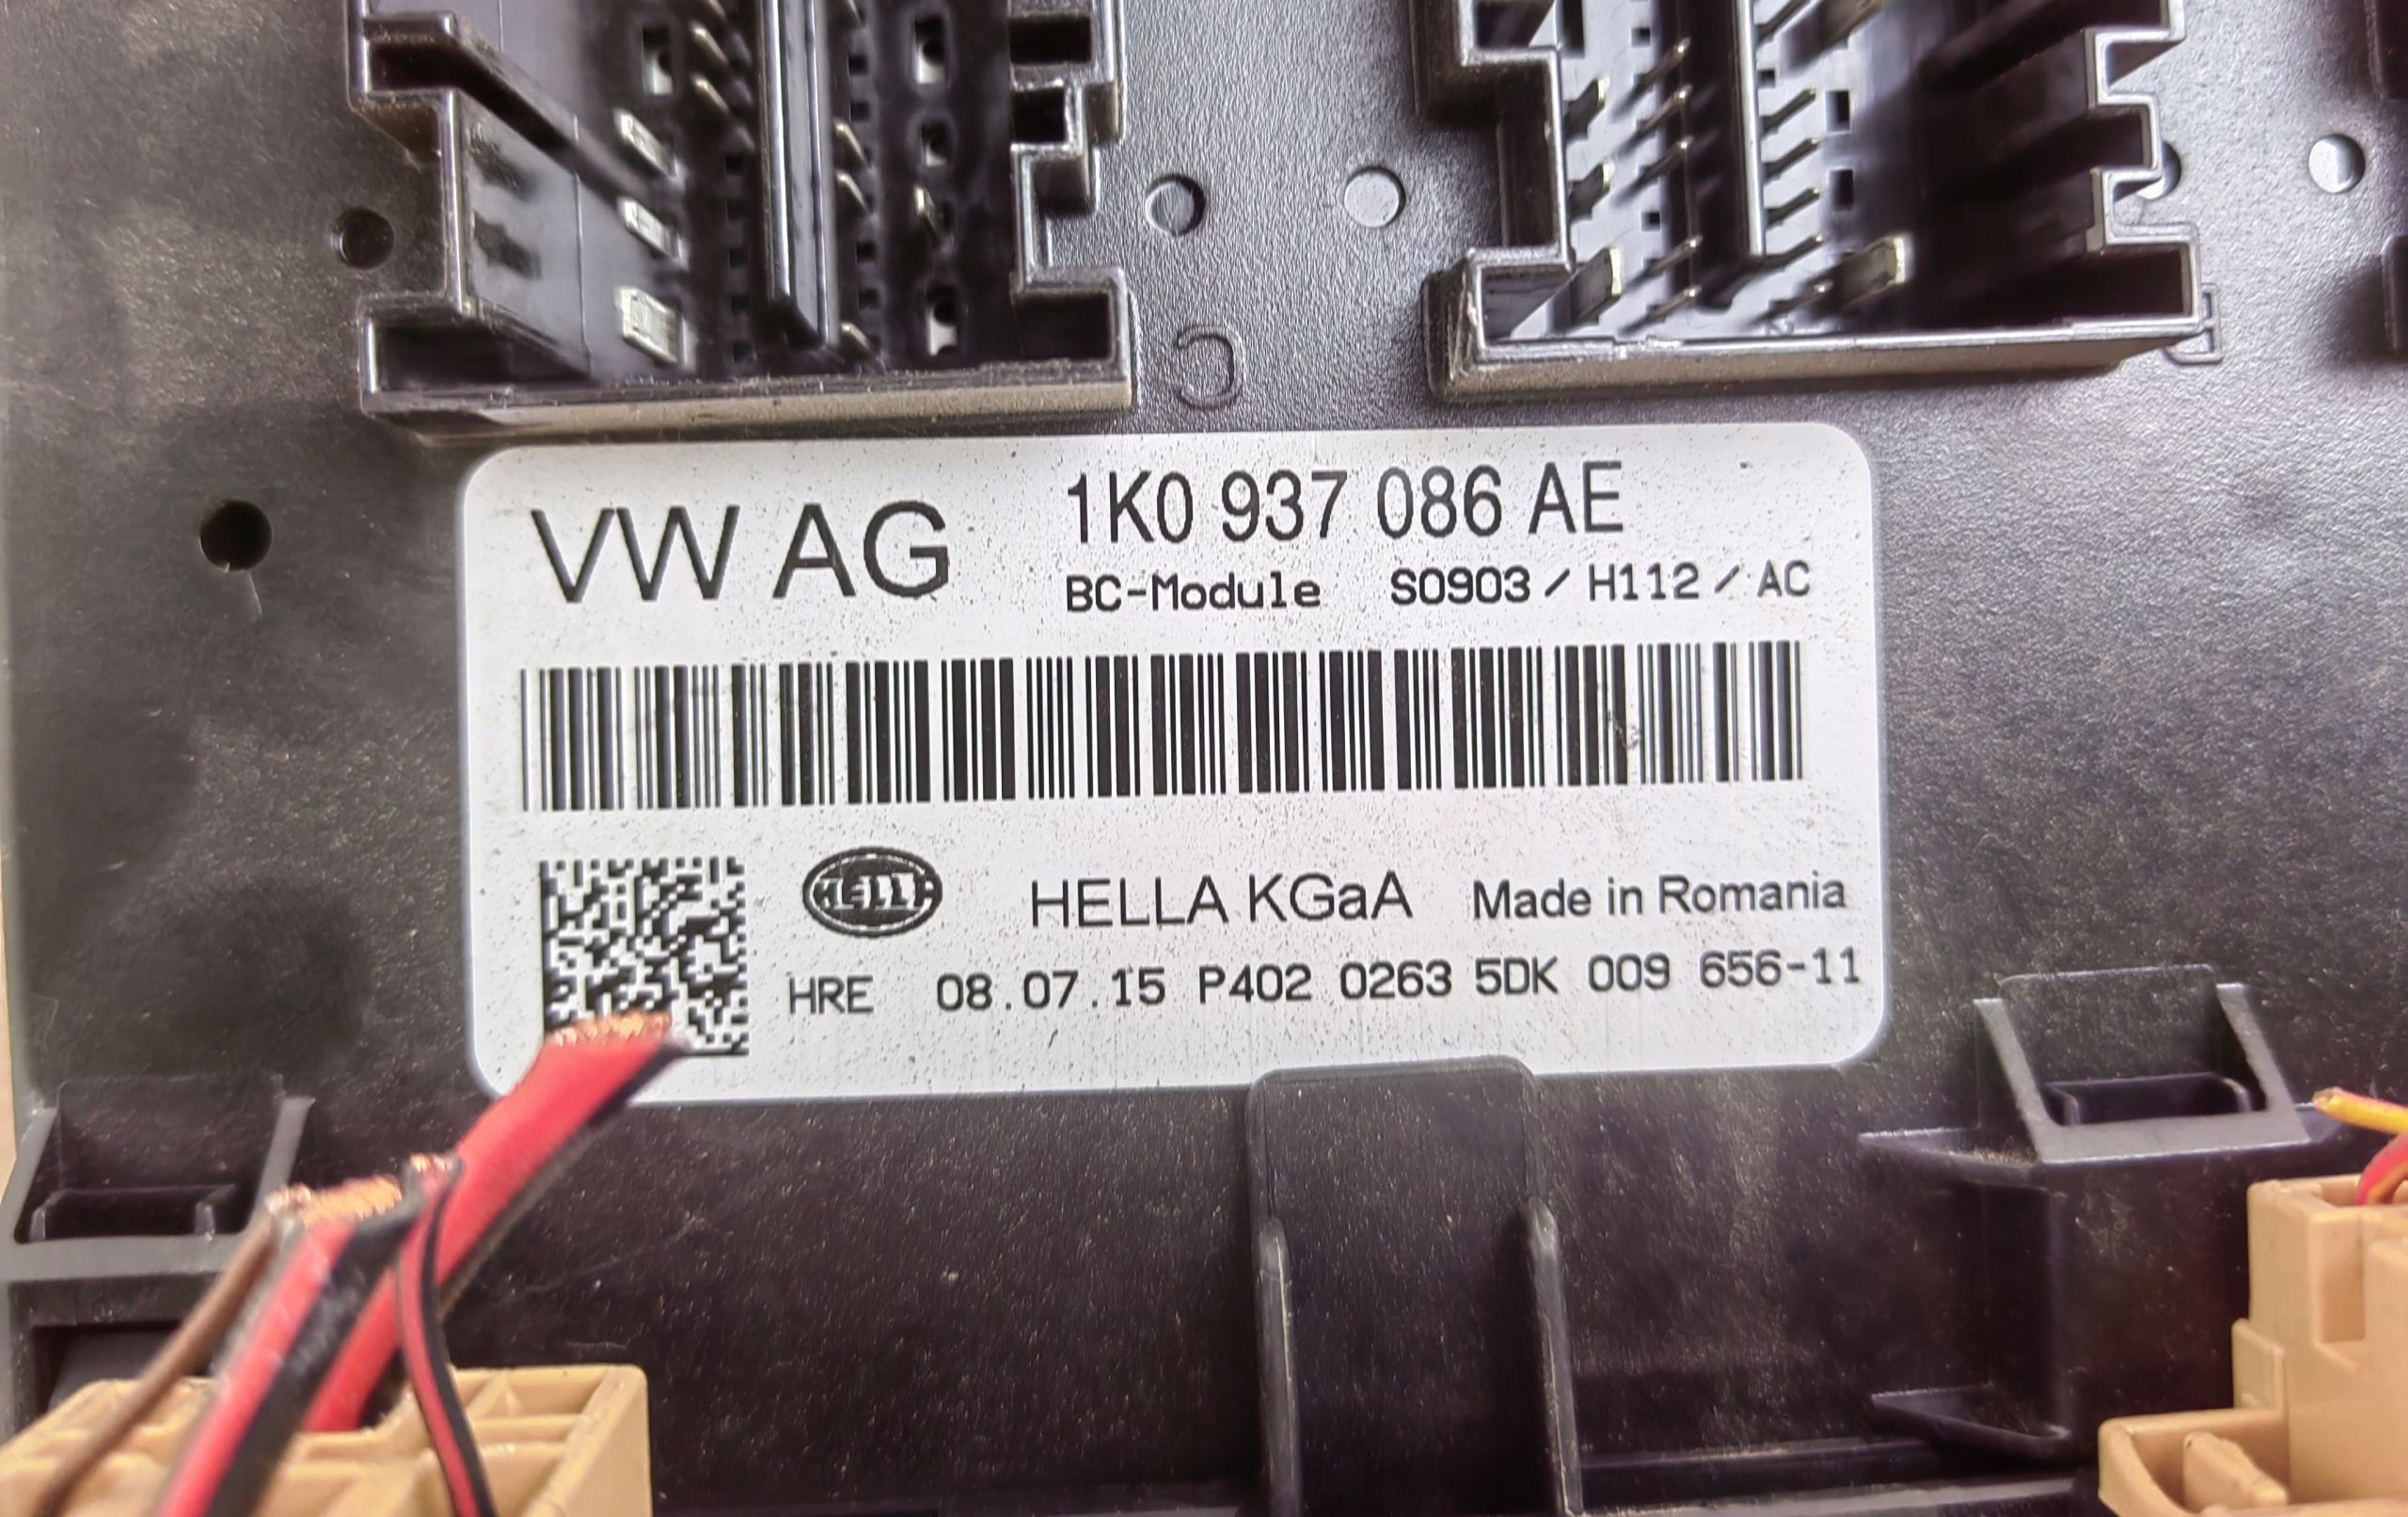 C
E
VW AG 1K0 937 086 AE
BC-Module S0903 / H112 / AC
HELLA HELLA KGaA Made in Romania
HRE 08.07.15 P402 0263 5DK 009 656-11